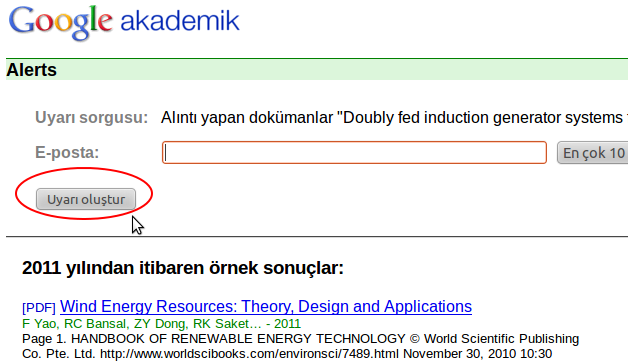 Google akademik
Alerts
Uyarı sorgusu: Alıntı yapan dokümanlar "Doubly fed induction generator systems
E-posta: En çok 10
Uyarı oluştur
2011 yılından itibaren örnek sonuçlar:
[PDF] Wind Energy Resources: Theory, Design and Applications
F Yao, RC Bansal, ZY Dong, RK Saket… - 2011
Page 1. HANDBOOK OF RENEWABLE ENERGY TECHNOLOGY © World Scientific Publishing
Co. Pte. Ltd. http://www.worldscibooks.com/environsci/7489.html November 30, 2010 10:30